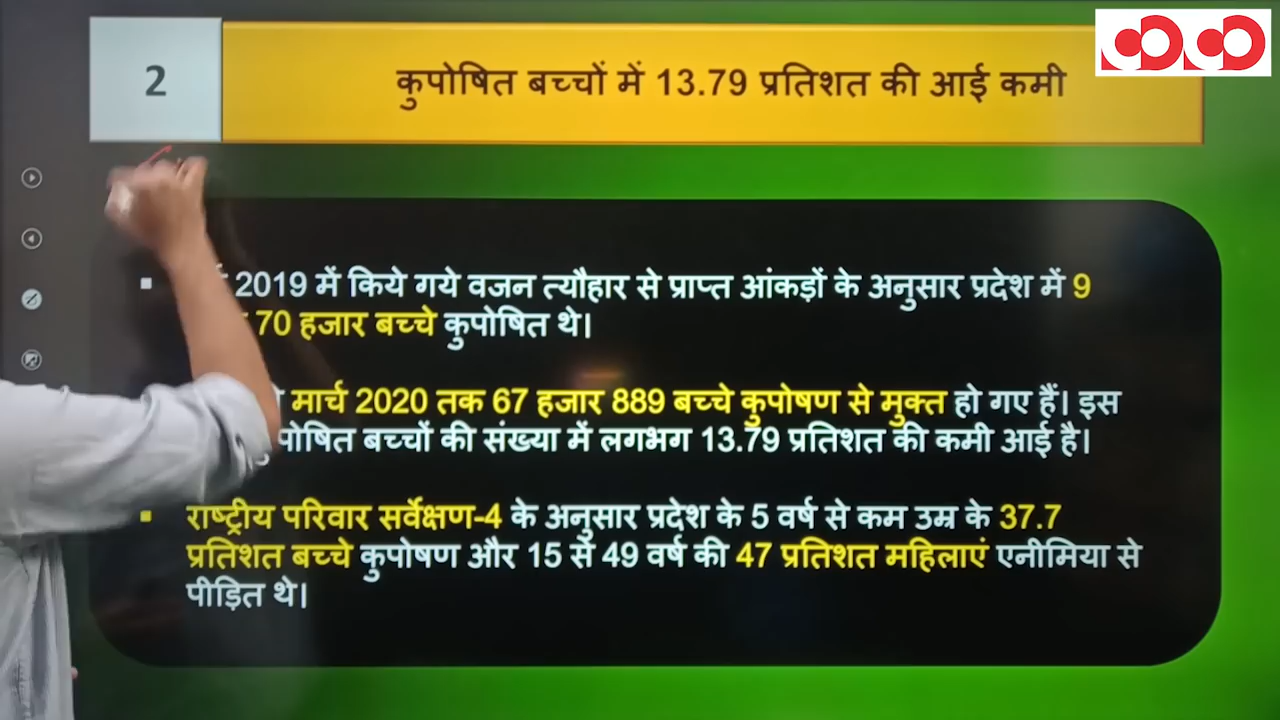 2
कुपोषित बच्चों में 13.79 प्रतिशत की आई कमी
2019 में किये गये वजन त्यौहार से प्राप्त आंकड़ों के अनुसार प्रदेश में 9
70 हजार बच्चे कुपोषित थे।
मार्च 2020 तक 67 हजार 889 बच्चे कुपोषण से मुक्त हो गए हैं। इस
बच्चों की संख्या में लगभग 13.79 प्रतिशत की कमी आई है।
राष्ट्रीय परिवार सर्वेक्षण-4 के अनुसार प्रदेश के 5 वर्ष से कम उम्र के 37.7
प्रतिशत बच्चे कुपोषण और 15 से 49 वर्ष की 47 प्रतिशत महिलाएं एनीमिया से
पीड़ित थे।